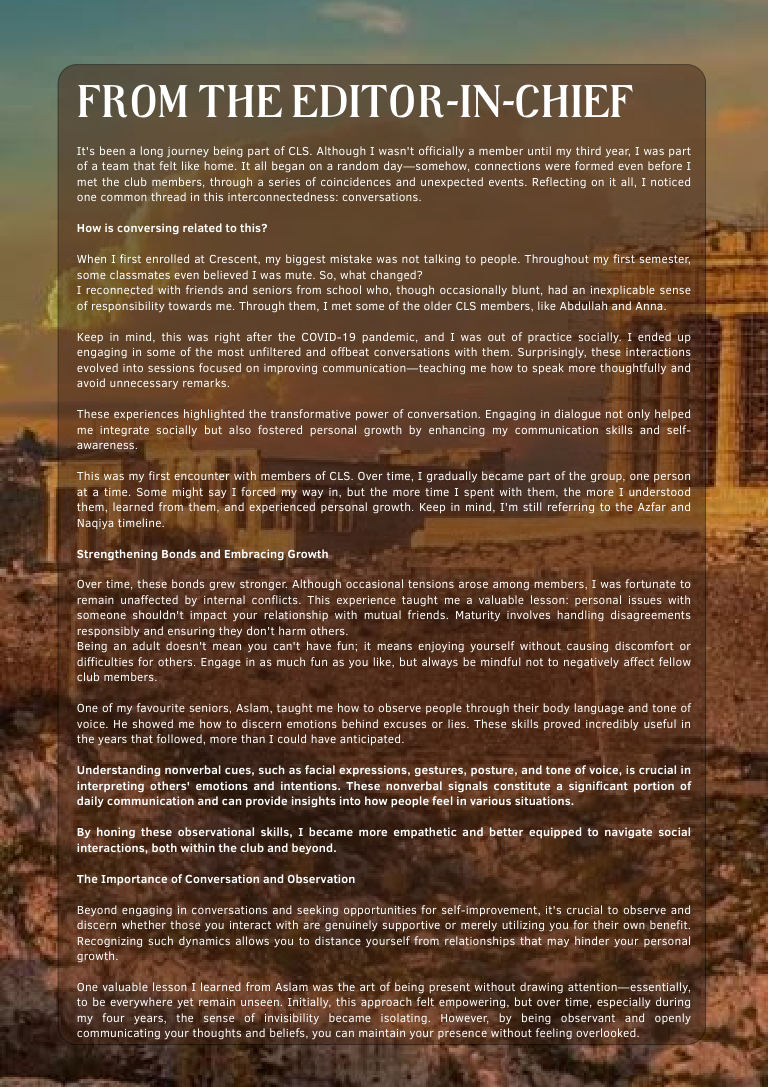 FROM THE EDITOR-IN-CHIEF
It's been a long journey being part of CLS. Although I wasn't officially a member until my third year, I was part
of a team that felt like home. It all began on a random day—somehow, connections were formed even before I
met the club members, through a series of coincidences and unexpected events. Reflecting on it all, I noticed
one common thread in this interconnectedness: conversations.
How is conversing related to this?
When I first enrolled at Crescent, my biggest mistake was not talking to people. Throughout my first semester,
some classmates even believed I was mute. So, what changed?
I reconnected with friends and seniors from school who, though occasionally blunt, had an inexplicable sense
of responsibility towards me. Through them, I met some of the older CLS members, like Abdullah and Anna.
Keep in mind, this was right after the COVID-19 pandemic, and I was out of practice socially. I ended up
engaging in some of the most unfiltered and offbeat conversations with them. Surprisingly, these interactions
evolved into sessions focused on improving communication—teaching me how to speak more thoughtfully and
avoid unnecessary remarks.
These experiences highlighted the transformative power of conversation. Engaging in dialogue not only helped
me integrate socially but also fostered personal growth by enhancing my communication skills and self-
awareness.
This was my first encounter with members of CLS. Over time, I gradually became part of the group, one person
at a time. Some might say I forced my way in, but the more time I spent with them, the more I understood
them, learned from them, and experienced personal growth. Keep in mind, I'm still referring to the Azfar and
Naqiya timeline.
Strengthening Bonds and Embracing Growth
Over time, these bonds grew stronger. Although occasional tensions arose among members, I was fortunate to
remain unaffected by internal conflicts. This experience taught me a valuable lesson: personal issues with
someone shouldn't impact your relationship with mutual friends. Maturity involves handling disagreements
responsibly and ensuring they don't harm others.
Being an adult doesn't mean you can't have fun; it means enjoying yourself without causing discomfort or
difficulties for others. Engage in as much fun as you like, but always be mindful not to negatively affect fellow
club members.
One of my favourite seniors, Aslam, taught me how to observe people through their body language and tone of
voice. He showed me how to discern emotions behind excuses or lies. These skills proved incredibly useful in
the years that followed, more than I could have anticipated.
Understanding nonverbal cues, such as facial expressions, gestures, posture, and tone of voice, is crucial in
interpreting others' emotions and intentions. These nonverbal signals constitute a significant portion of
daily communication and can provide insights into how people feel in various situations.
By honing these observational skills, I became more empathetic and better equipped to navigate social
interactions, both within the club and beyond.
The Importance of Conversation and Observation
Beyond engaging in conversations and seeking opportunities for self-improvement, it's crucial to observe and
discern whether those you interact with are genuinely supportive or merely utilizing you for their own benefit.
Recognizing such dynamics allows you to distance yourself from relationships that may hinder your personal
growth.
One valuable lesson I learned from Aslam was the art of being present without drawing attention—essentially,
to be everywhere yet remain unseen. Initially, this approach felt empowering, but over time, especially during
my four years, the sense of invisibility became isolating. However, by being observant and openly
communicating your thoughts and beliefs, you can maintain your presence without feeling overlooked.